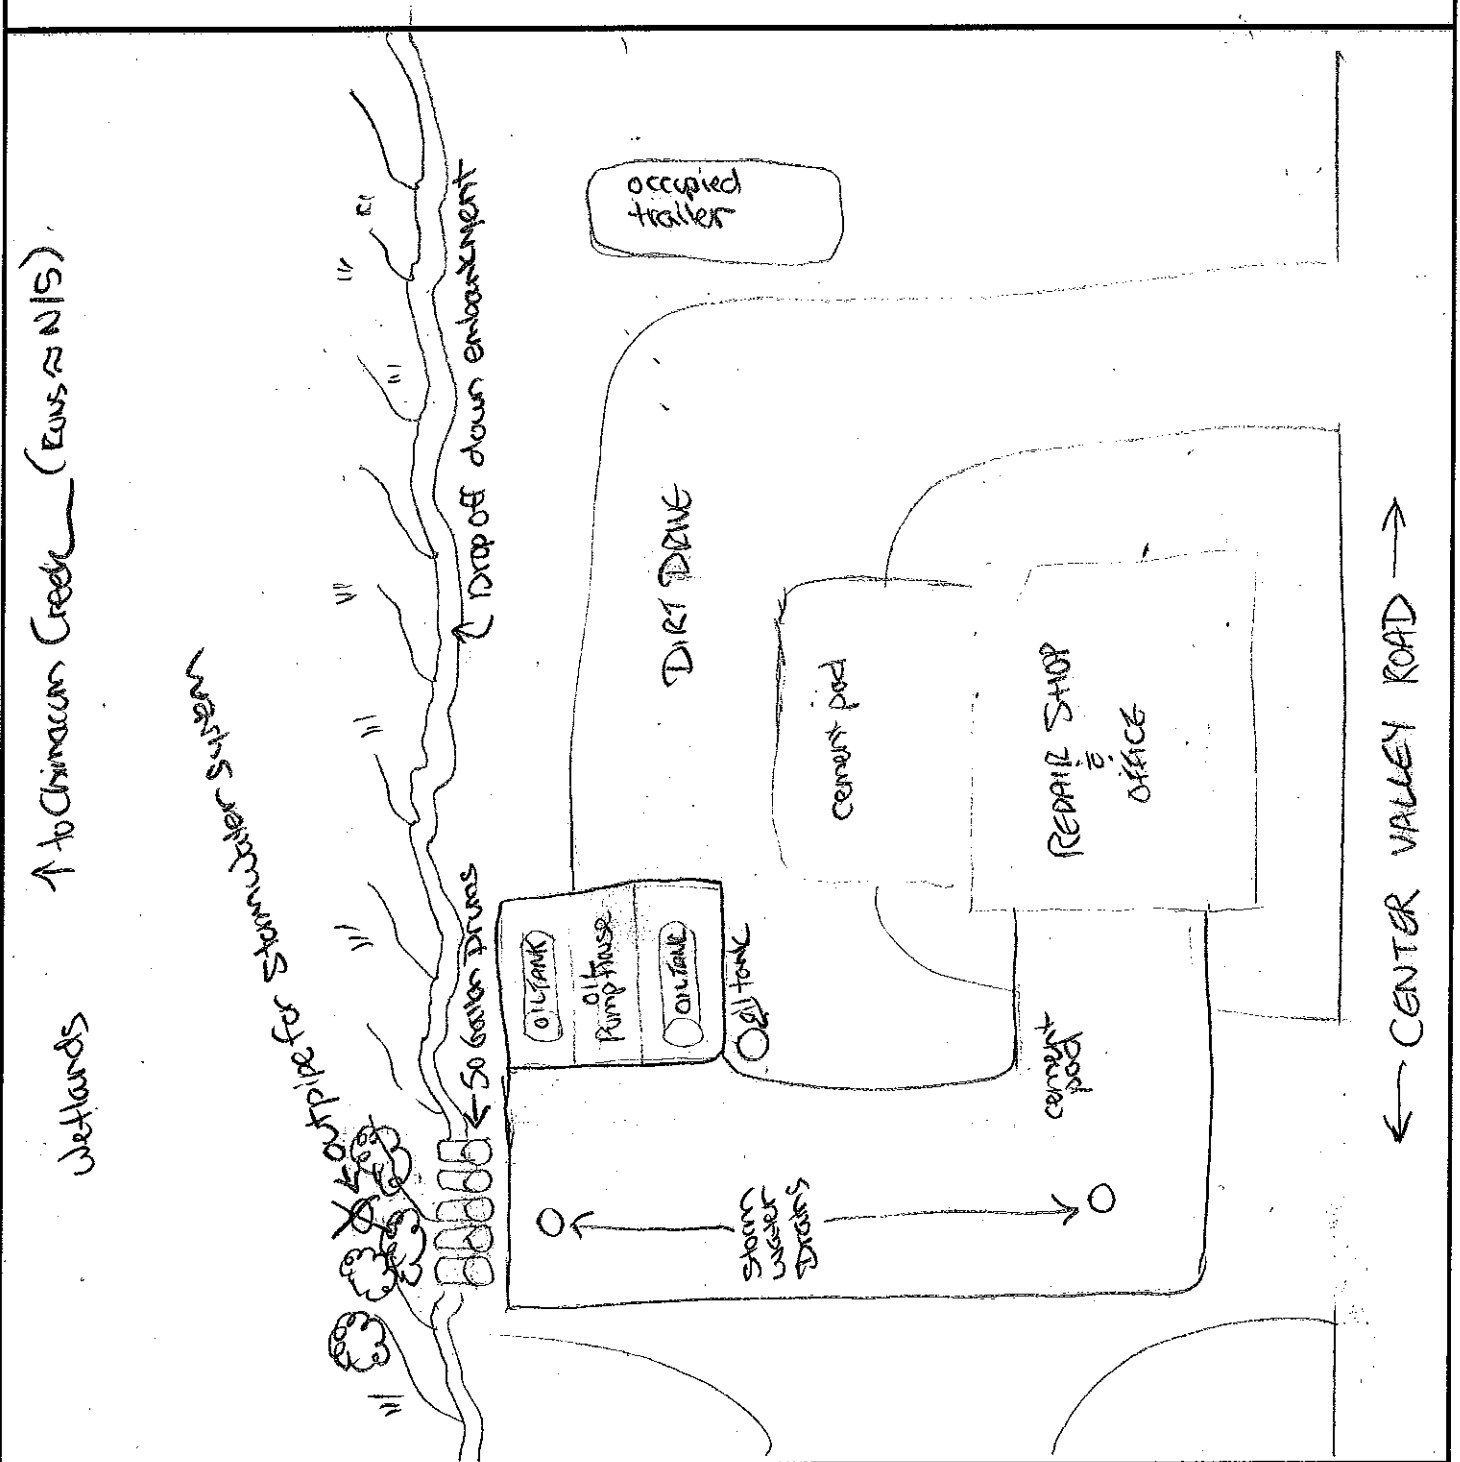 ↑ to Chimacum Creek (Runs ≈ N/S).
Wetlands
outpipe for Stormwater System
← Drop off down embankment
← 50 Gallon Drums
occupied
trailer
DIRT DRIVE
OIL TANK
oil
Pump House
OIL TANK
oil tank
cement pad
REPAIR SHOP
&
OFFICE
cement
pad
Storm
water
Drains
← CENTER VALLEY ROAD →